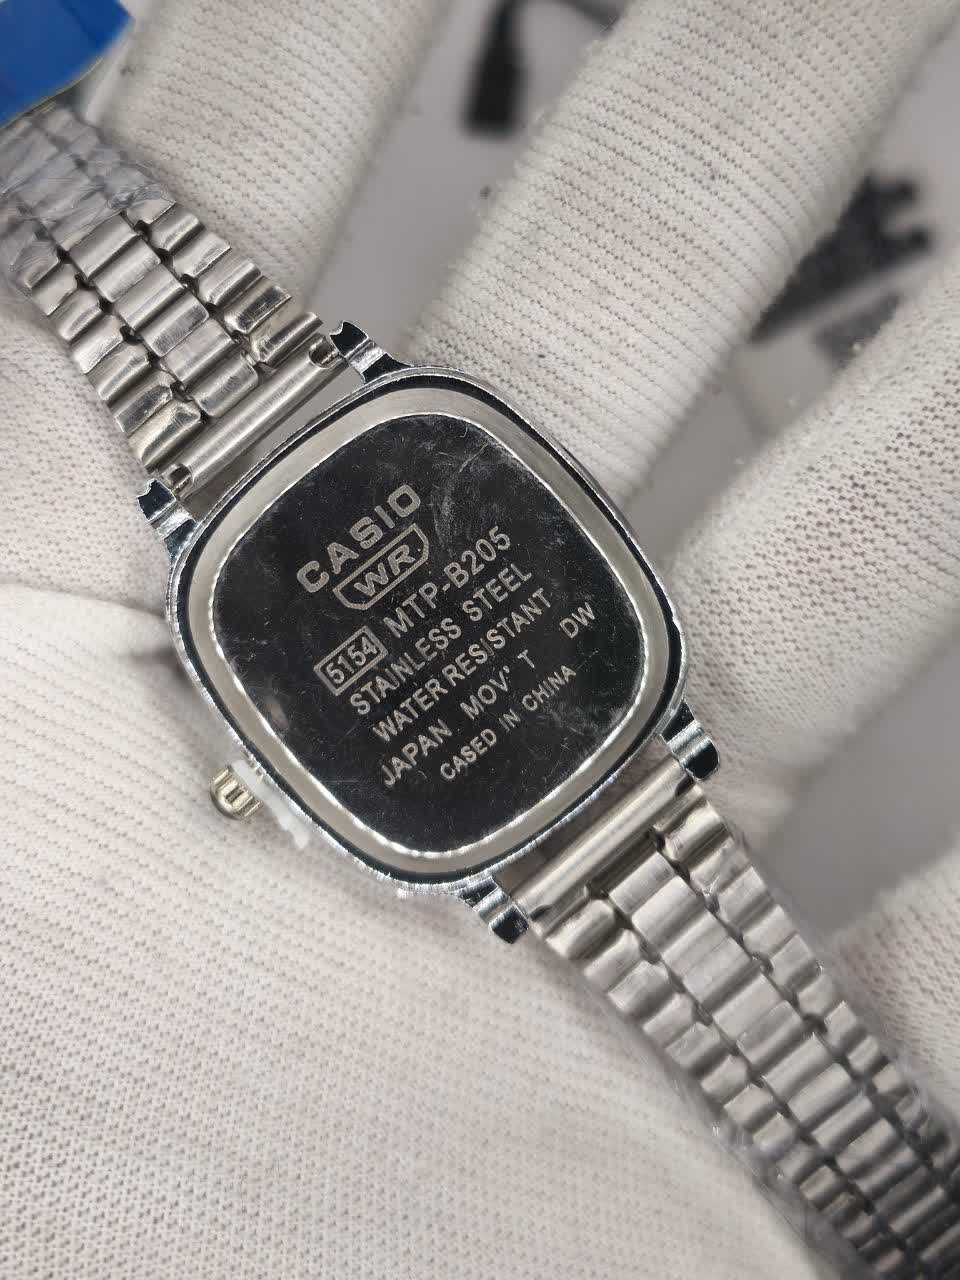 CASIO
WR
5154 MTP-B205
STAINLESS STEEL
WATER RESISTANT
JAPAN MOV' T DW
CASED IN CHINA